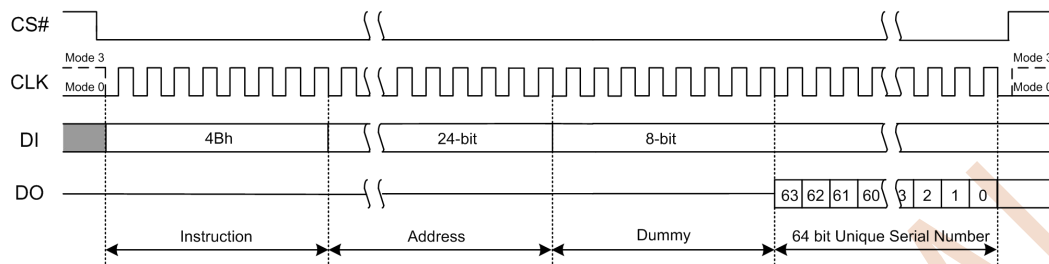 CS#
Mode 3
Mode 3
CLK
Mode 0
Mode 0
DI
4Bh
24-bit
8-bit
DO
63 62 61 60 3 2 1 0
Instruction
Address
Dummy
64 bit Unique Serial Number